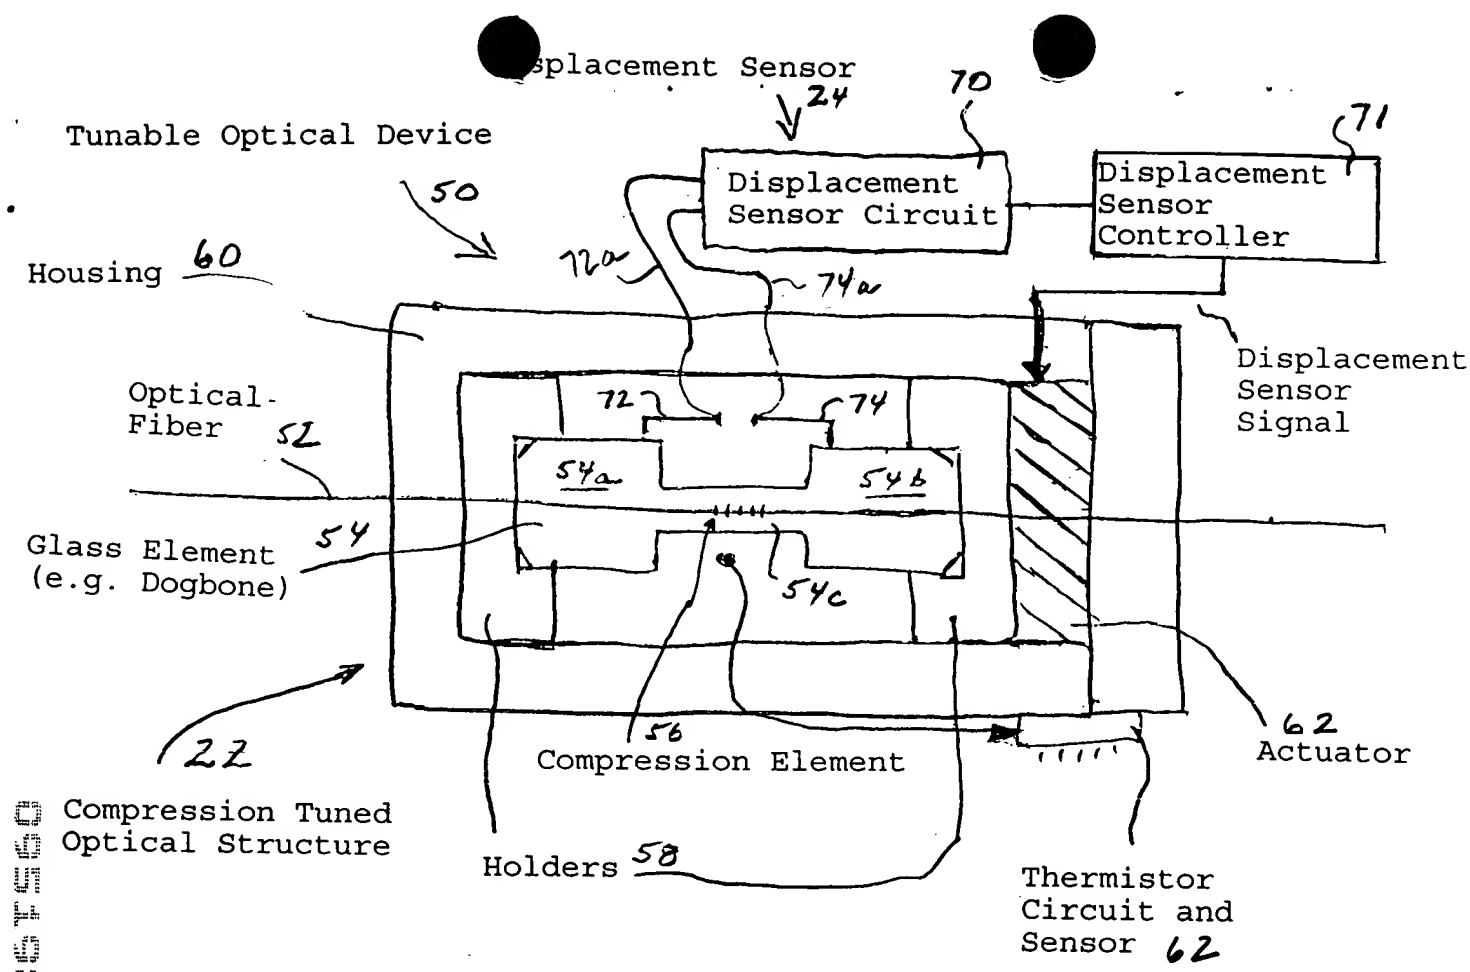 splacement Sensor
24
70
71
Tunable Optical Device
50
Displacement
Sensor Circuit
Displacement
Sensor
Controller
Housing 60
72a
74a
Displacement
Sensor
Signal
Optical-
Fiber 52
72
74
54a
54b
Glass Element 54
(e.g. Dogbone)
54c
56
Compression Element
62
Actuator
22
Compression Tuned
Optical Structure
Holders 58
Thermistor
Circuit and
Sensor 62